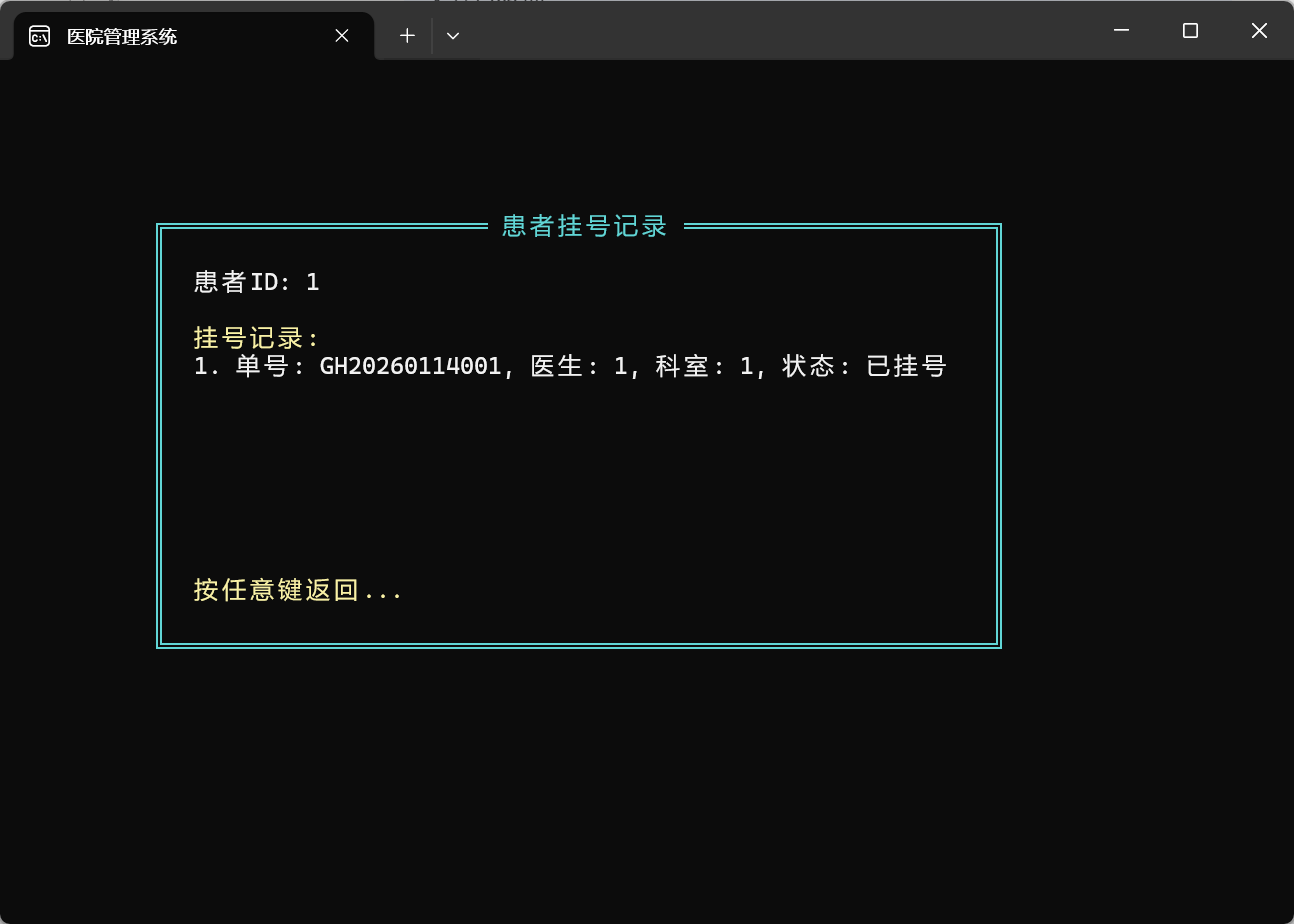 医院管理系统
患者挂号记录
患者ID: 1
挂号记录:
1. 单号: GH20260114001, 医生: 1, 科室: 1, 状态: 已挂号
按任意键返回...